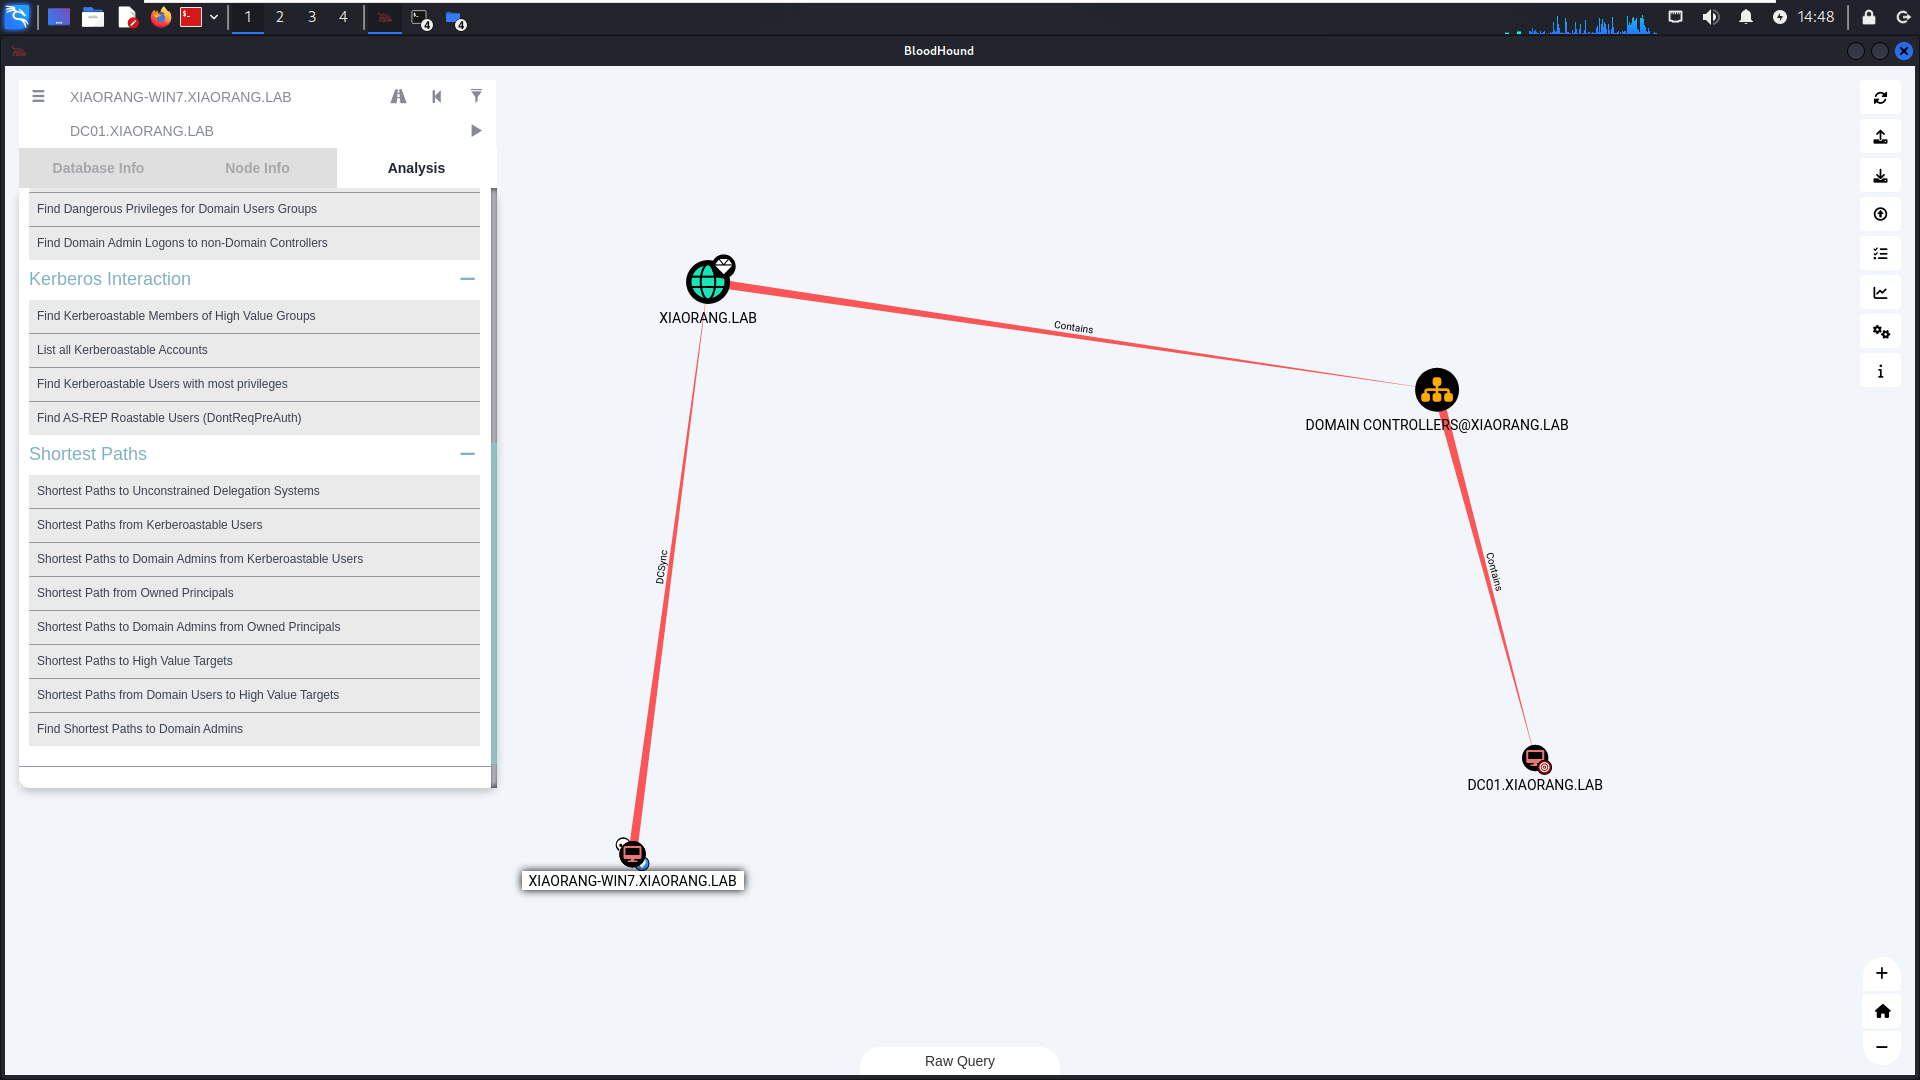 1 2 3 4
4
4
14:48
BloodHound
XIAORANG-WIN7.XIAORANG.LAB
DC01.XIAORANG.LAB
Database Info
Node Info
Analysis
Find Dangerous Privileges for Domain Users Groups
Find Domain Admin Logons to non-Domain Controllers
Kerberos Interaction
Find Kerberoastable Members of High Value Groups
List all Kerberoastable Accounts
Find Kerberoastable Users with most privileges
Find AS-REP Roastable Users (DontReqPreAuth)
Shortest Paths
Shortest Paths to Unconstrained Delegation Systems
Shortest Paths from Kerberoastable Users
Shortest Paths to Domain Admins from Kerberoastable Users
Shortest Path from Owned Principals
Shortest Paths to Domain Admins from Owned Principals
Shortest Paths to High Value Targets
Shortest Paths from Domain Users to High Value Targets
Find Shortest Paths to Domain Admins
XIAORANG.LAB
Contains
DOMAIN CONTROLLERS@XIAORANG.LAB
DCSync
Contains
DC01.XIAORANG.LAB
XIAORANG-WIN7.XIAORANG.LAB
Raw Query